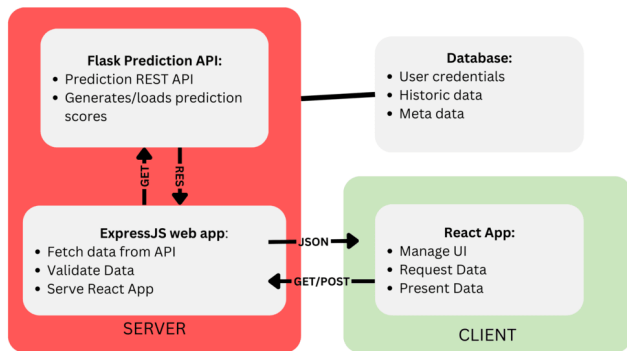 Flask Prediction API:
• Prediction REST API
• Generates/loads prediction
scores
Database:
• User credentials
• Historic data
• Meta data
GET
RES
ExpressJS web app:
• Fetch data from API
• Validate Data
• Serve React App
JSON
GET/POST
React App:
• Manage UI
• Request Data
• Present Data
SERVER
CLIENT